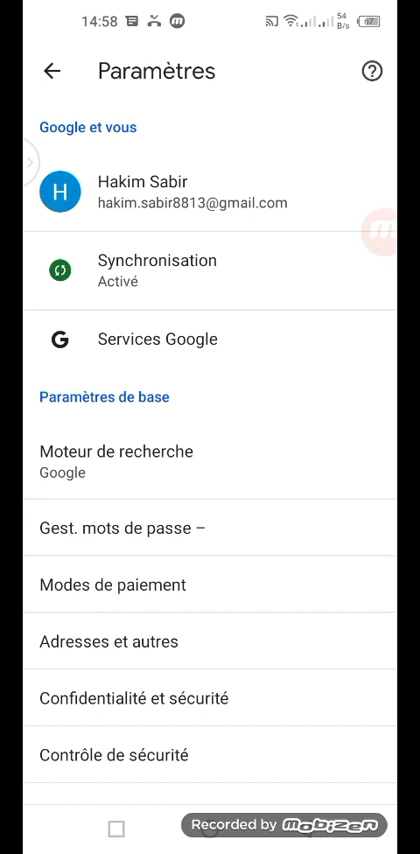 14:58
54
B/s
67
Paramètres
Google et vous
H
Hakim Sabir
hakim.sabir8813@gmail.com
Synchronisation
Activé
G
Services Google
Paramètres de base
Moteur de recherche
Google
Gest. mots de passe –
Modes de paiement
Adresses et autres
Confidentialité et sécurité
Contrôle de sécurité
Recorded by mobizen